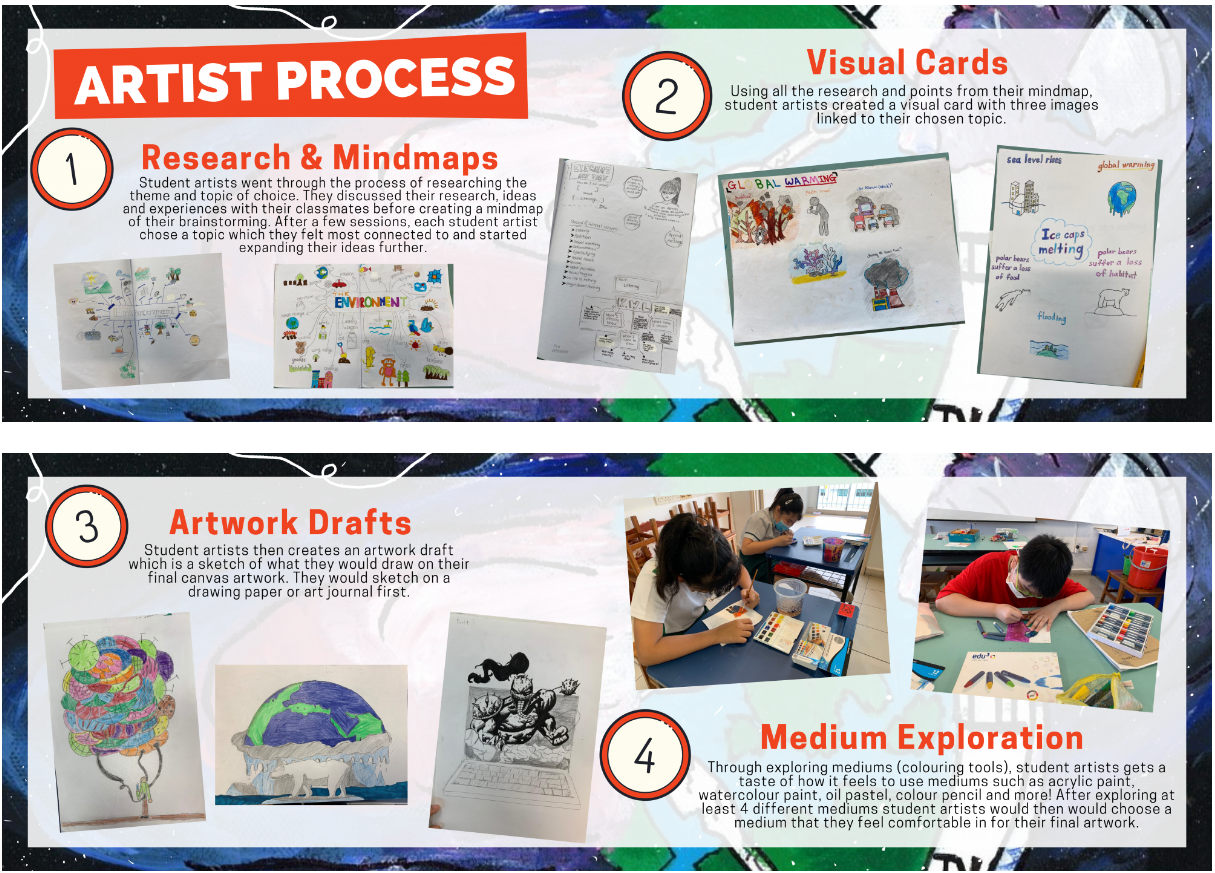 ARTIST PROCESS
1
Research & Mindmaps
Student artists went through the process of researching the
theme and topic of choice. They discussed their research, ideas
and experiences with their classmates before creating a mindmap
of their brainstorming. After a few sessions, each student artist
chose a topic which they felt most connected to and started
expanding their ideas further.
ENVIRONMENT
2
Visual Cards
Using all the research and points from their mindmap,
student artists created a visual card with three images
linked to their chosen topic.
GLOBAL WARMING
sea level rises
global warming
Ice caps
melting
polar bears
suffer a loss
of food
polar bears
suffer a loss
of habitat
flooding
3
Artwork Drafts
Student artists then creates an artwork draft
which is a sketch of what they would draw on their
final canvas artwork. They would sketch on a
drawing paper or art journal first.
edu
4
Medium Exploration
Through exploring mediums (colouring tools), student artists gets a
taste of how it feels to use mediums such as acrylic paint,
watercolour paint, oil pastel, colour pencil and more! After exploring at
least 4 different mediums student artists would then would choose a
medium that they feel comfortable in for their final artwork.